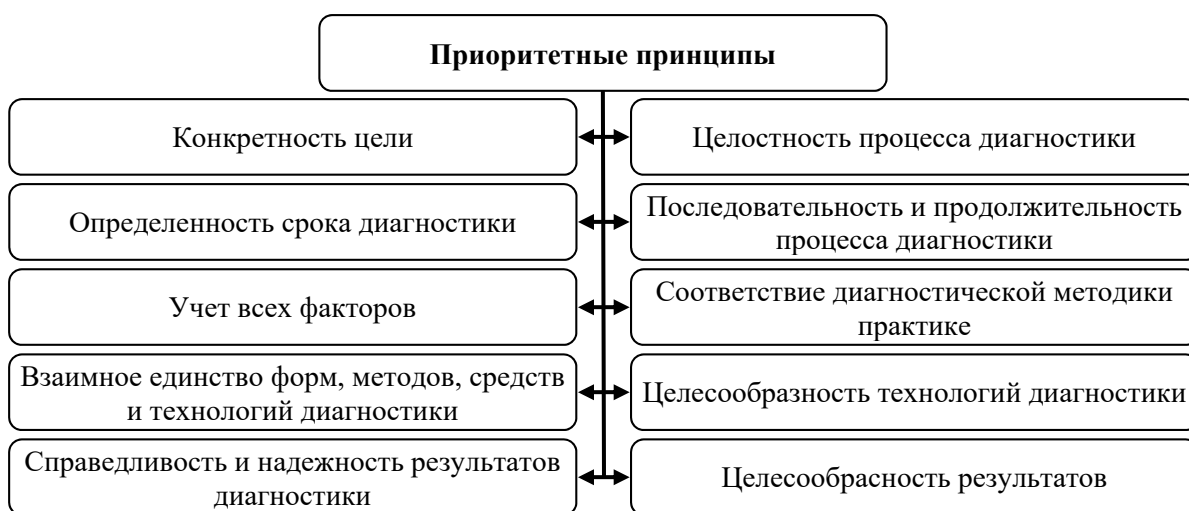 Приоритетные принципы
Конкретность цели
Целостность процесса диагностики
Определенность срока диагностики
Последовательность и продолжительность
процесса диагностики
Учет всех факторов
Соответствие диагностической методики
практике
Взаимное единство форм, методов, средств
и технологий диагностики
Целесообразность технологий диагностики
Справедливость и надежность результатов
диагностики
Целесообрасность результатов